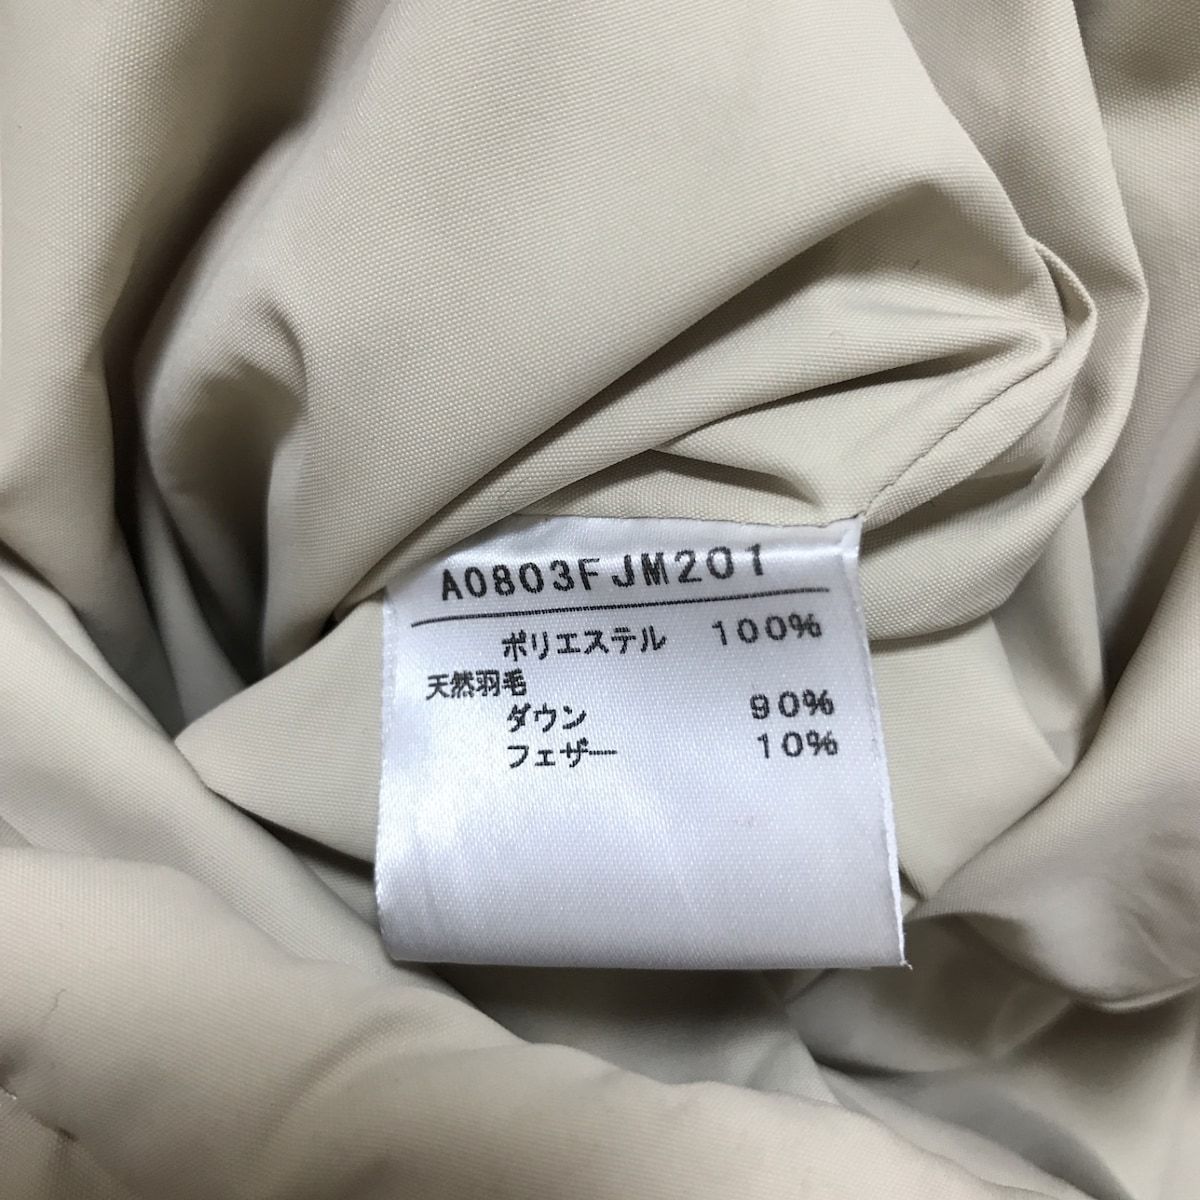 A0803FJM201
ポリエステル 100%
天然羽毛
ダウン 90%
フェザー 10%